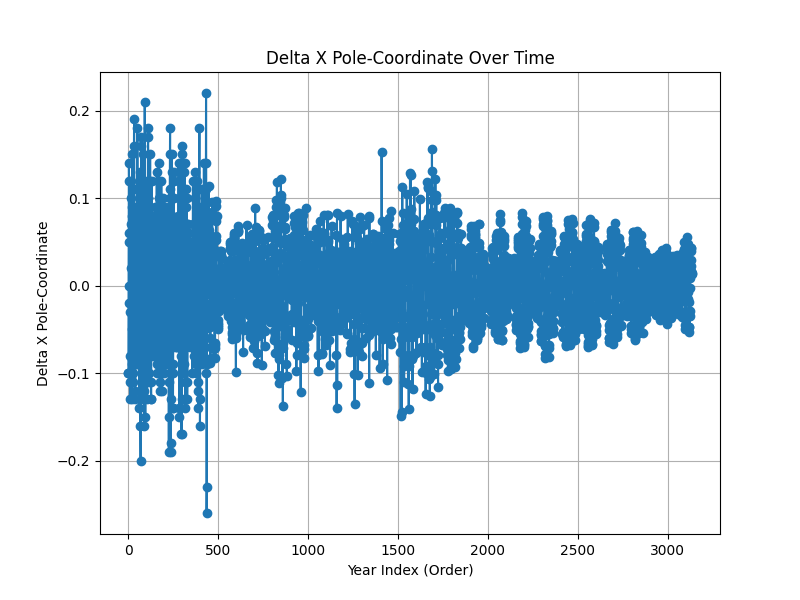 Delta X Pole-Coordinate Over Time
Delta X Pole-Coordinate
0.2
0.1
0.0
−0.1
−0.2
0 500 1000 1500 2000 2500 3000
Year Index (Order)